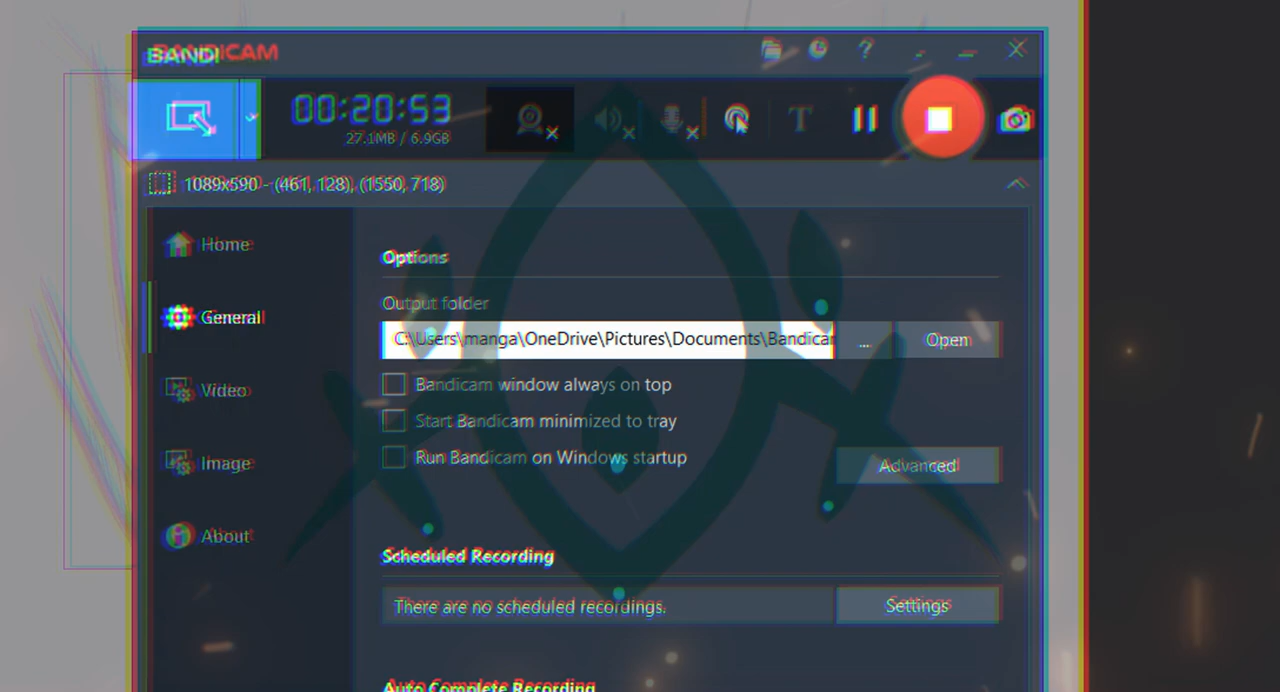 BANDICAM
00:20:53
27.1MB / 6.9GB
1089x590 - (461, 128), (1550, 718)
Home
General
Video
Image
About
Options
Output folder
C:\Users\manga\OneDrive\Pictures\Documents\Bandicam
...
Open
Bandicam window always on top
Start Bandicam minimized to tray
Run Bandicam on Windows startup
Advanced
Scheduled Recording
There are no scheduled recordings.
Settings
Auto Complete Recording